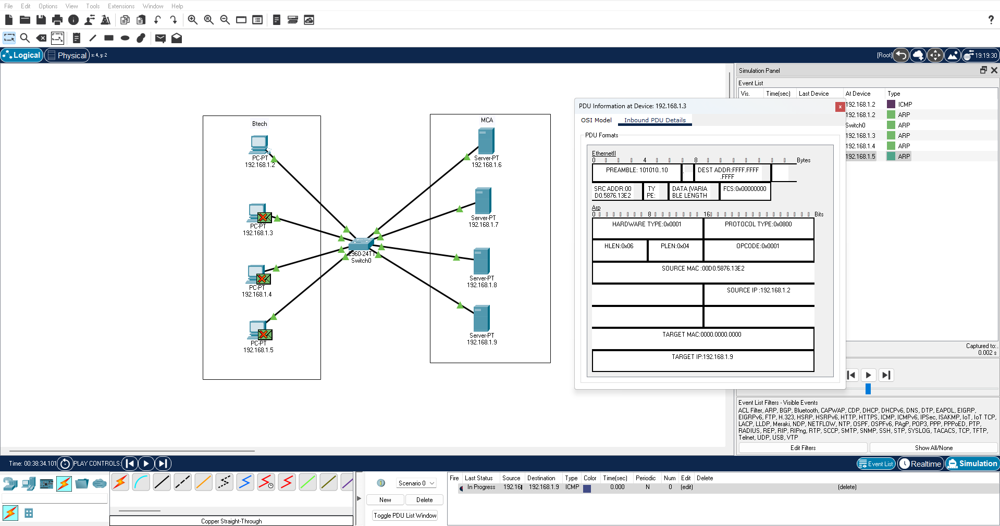 File Edit Options View Tools Extensions Window Help
?
Logical Physical x: 4, y: 2 [Root] 19:19:30
Simulation Panel
Event List
Vis. Time(sec) Last Device At Device Type
192.168.1.2 ICMP
192.168.1.2 ARP
Switch0 ARP
192.168.1.3 ARP
192.168.1.4 ARP
192.168.1.5 ARP
Captured to:
0.002 s
Btech
PC-PT
192.168.1.2
PC-PT
192.168.1.3
PC-PT
192.168.1.4
PC-PT
192.168.1.5
2960-24TT
Switch0
MCA
Server-PT
192.168.1.6
Server-PT
192.168.1.7
Server-PT
192.168.1.8
Server-PT
192.168.1.9
PDU Information at Device: 192.168.1.3
x
OSI Model Inbound PDU Details
PDU Formats
EthernetII
0 4 8 Bytes
PREAMBLE: 101010..10 DEST ADDR:FFFF.FFFF
.FFFF
SRC ADDR:00 TY DATA (VARIA FCS:0x00000000
D0.5876.13E2 PE: BLE LENGTH
Arp
0 8 16 Bits
HARDWARE TYPE:0x0001 PROTOCOL TYPE:0x0800
HLEN:0x06 PLEN:0x04 OPCODE:0x0001
SOURCE MAC :00D0.5876.13E2
SOURCE IP :192.168.1.2
TARGET MAC:0000.0000.0000
TARGET IP:192.168.1.9
Event List Filters - Visible Events
ACL Filter, ARP, BGP, Bluetooth, CAPWAP, CDP, DHCP, DHCPv6, DNS, DTP, EAPOL, EIGRP,
EIGRPv6, FTP, H.323, HSRP, HSRPv6, HTTP, HTTPS, ICMP, ICMPv6, IPSec, ISAKMP, IoT, IoT TCP,
LACP, LLDP, Meraki, NDP, NETFLOW, NTP, OSPF, OSPFv6, PAgP, POP3, PPP, PPPoED, PTP,
RADIUS, REP, RIP, RIPng, RTP, SCCP, SMTP, SNMP, SSH, STP, SYSLOG, TACACS, TCP, TFTP,
Telnet, UDP, USB, VTP
Edit Filters Show All/None
Time: 00:38:34.101 PLAY CONTROLS: Event List Realtime Simulation
Scenario 0
New Delete
Toggle PDU List Window
Copper Straight-Through
Fire Last Status Source Destination Type Color Time(sec) Periodic Num Edit Delete
In Progress 192.16 192.168.1.9 ICMP 0.000 N 0 (edit) (delete)